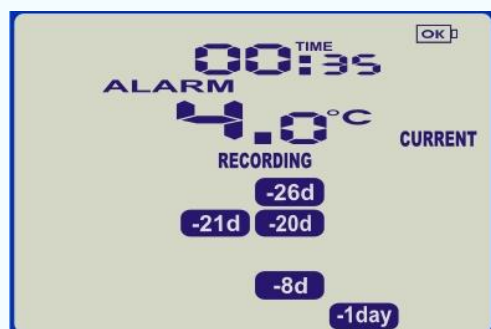 OK
TIME
00:35
ALARM
4.0°C
CURRENT
RECORDING
-26d
-21d -20d
-8d
-1day